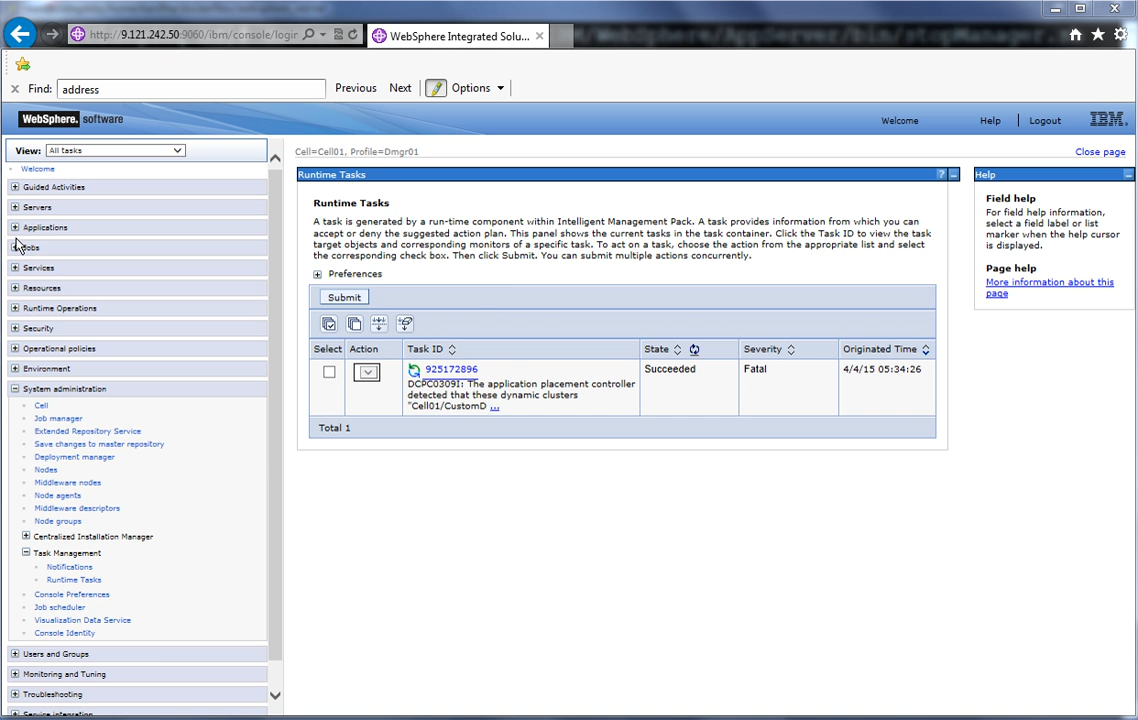 http://9.121.242.50:9060/ibm/console/logir
WebSphere Integrated Solu...
Find: address Previous Next Options
WebSphere. software
Welcome Help Logout IBM.
View: All tasks
Cell=Cell01, Profile=Dmgr01
Close page
Welcome
Guided Activities
Servers
Applications
Jobs
Services
Resources
Runtime Operations
Security
Operational policies
Environment
System administration
Cell
Job manager
Extended Repository Service
Save changes to master repository
Deployment manager
Nodes
Middleware nodes
Node agents
Middleware descriptors
Node groups
Centralized Installation Manager
Task Management
Notifications
Runtime Tasks
Console Preferences
Job scheduler
Visualization Data Service
Console Identity
Users and Groups
Monitoring and Tuning
Troubleshooting
Service integration
Runtime Tasks ?
Runtime Tasks
A task is generated by a run-time component within Intelligent Management Pack. A task provides information from which you can
accept or deny the suggested action plan. This panel shows the current tasks in the task container. Click the Task ID to view the task
target objects and corresponding monitors of a specific task. To act on a task, choose the action from the appropriate list and select
the corresponding check box. Then click Submit. You can submit multiple actions concurrently.
Preferences
Submit
Select Action Task ID State Severity Originated Time
925172896 Succeeded Fatal 4/4/15 05:34:26
DCPC0309I: The application placement controller
detected that these dynamic clusters
"Cell01/CustomD ...
Total 1
Help
Field help
For field help information,
select a field label or list
marker when the help cursor
is displayed.
Page help
More information about this
page